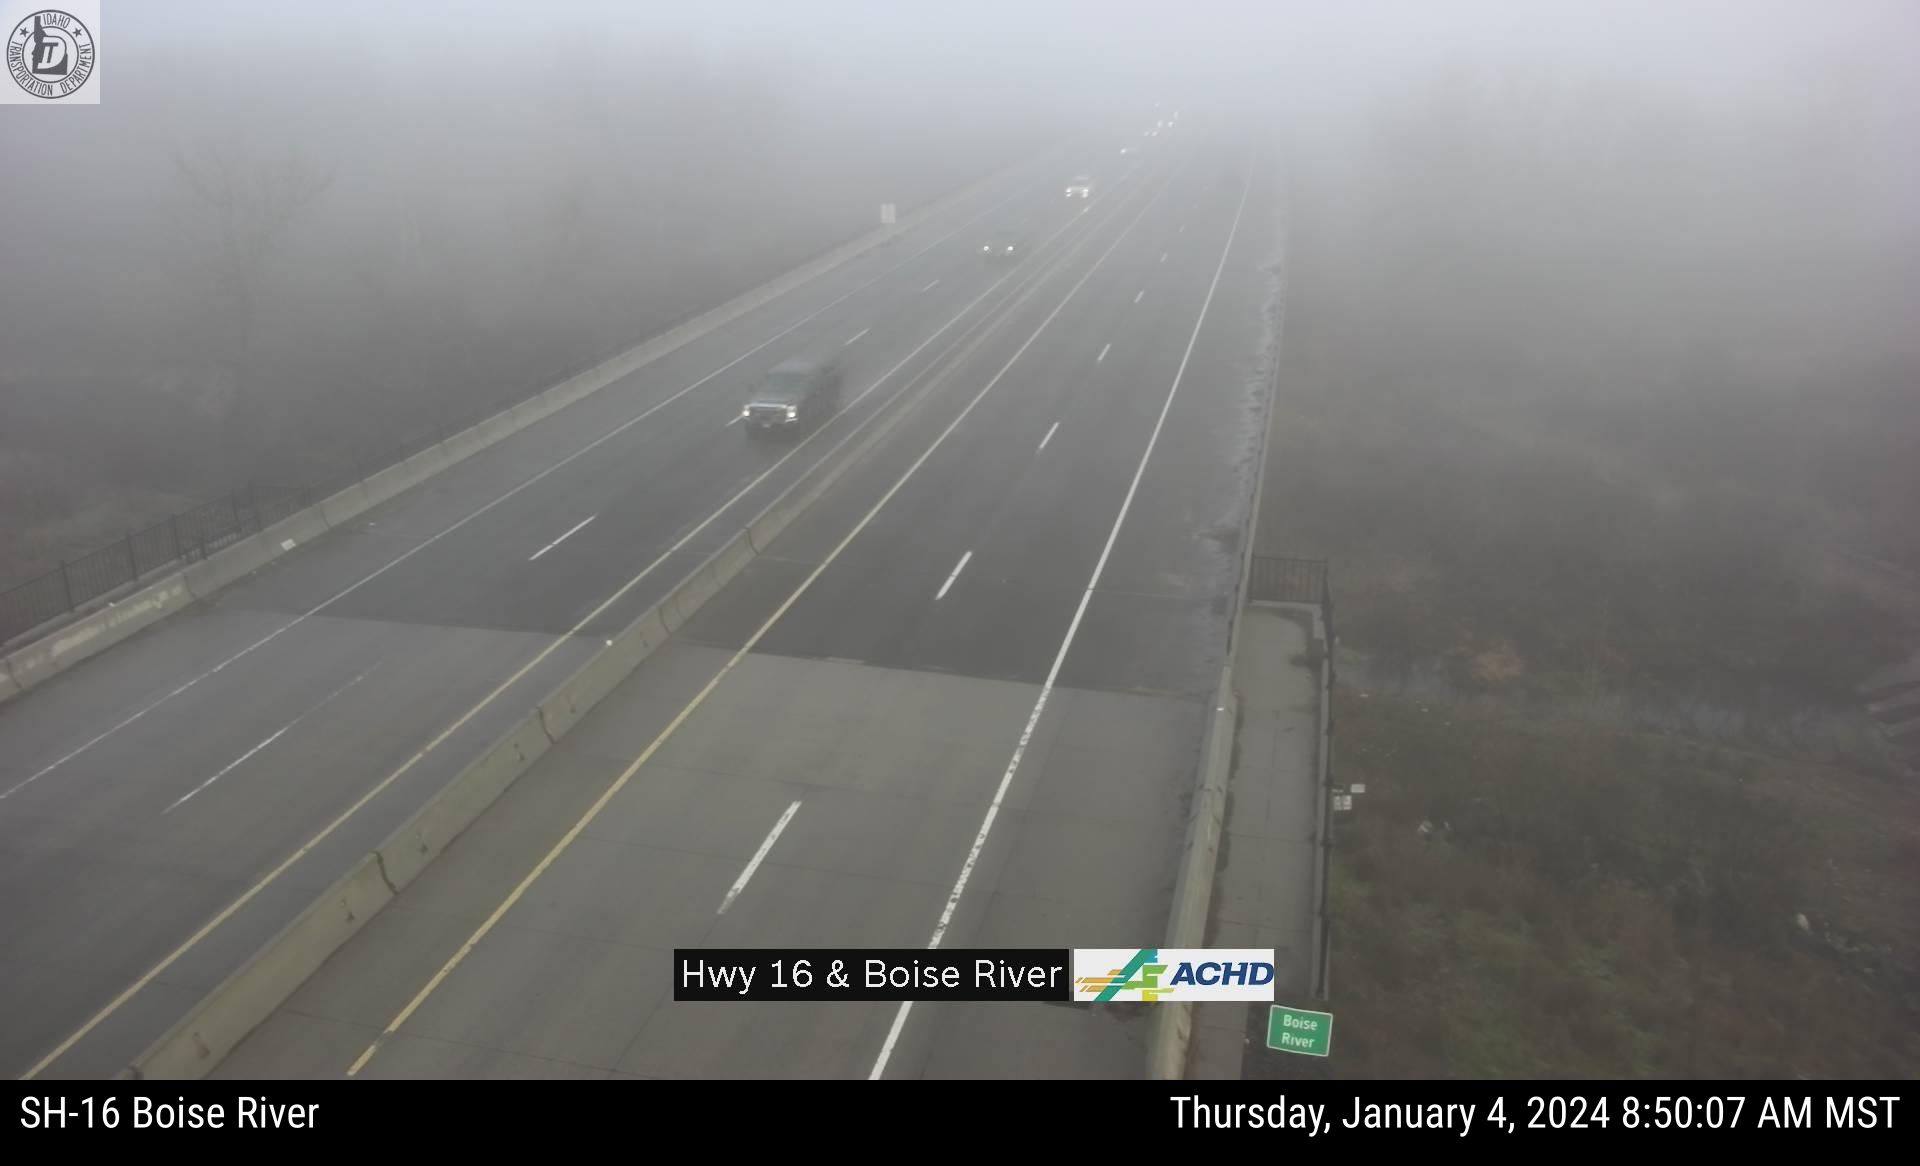 IDAHO
TRANSPORTATION DEPARTMENT
Hwy 16 & Boise River
ACHD
Boise
River
SH-16 Boise River
Thursday, January 4, 2024 8:50:07 AM MST